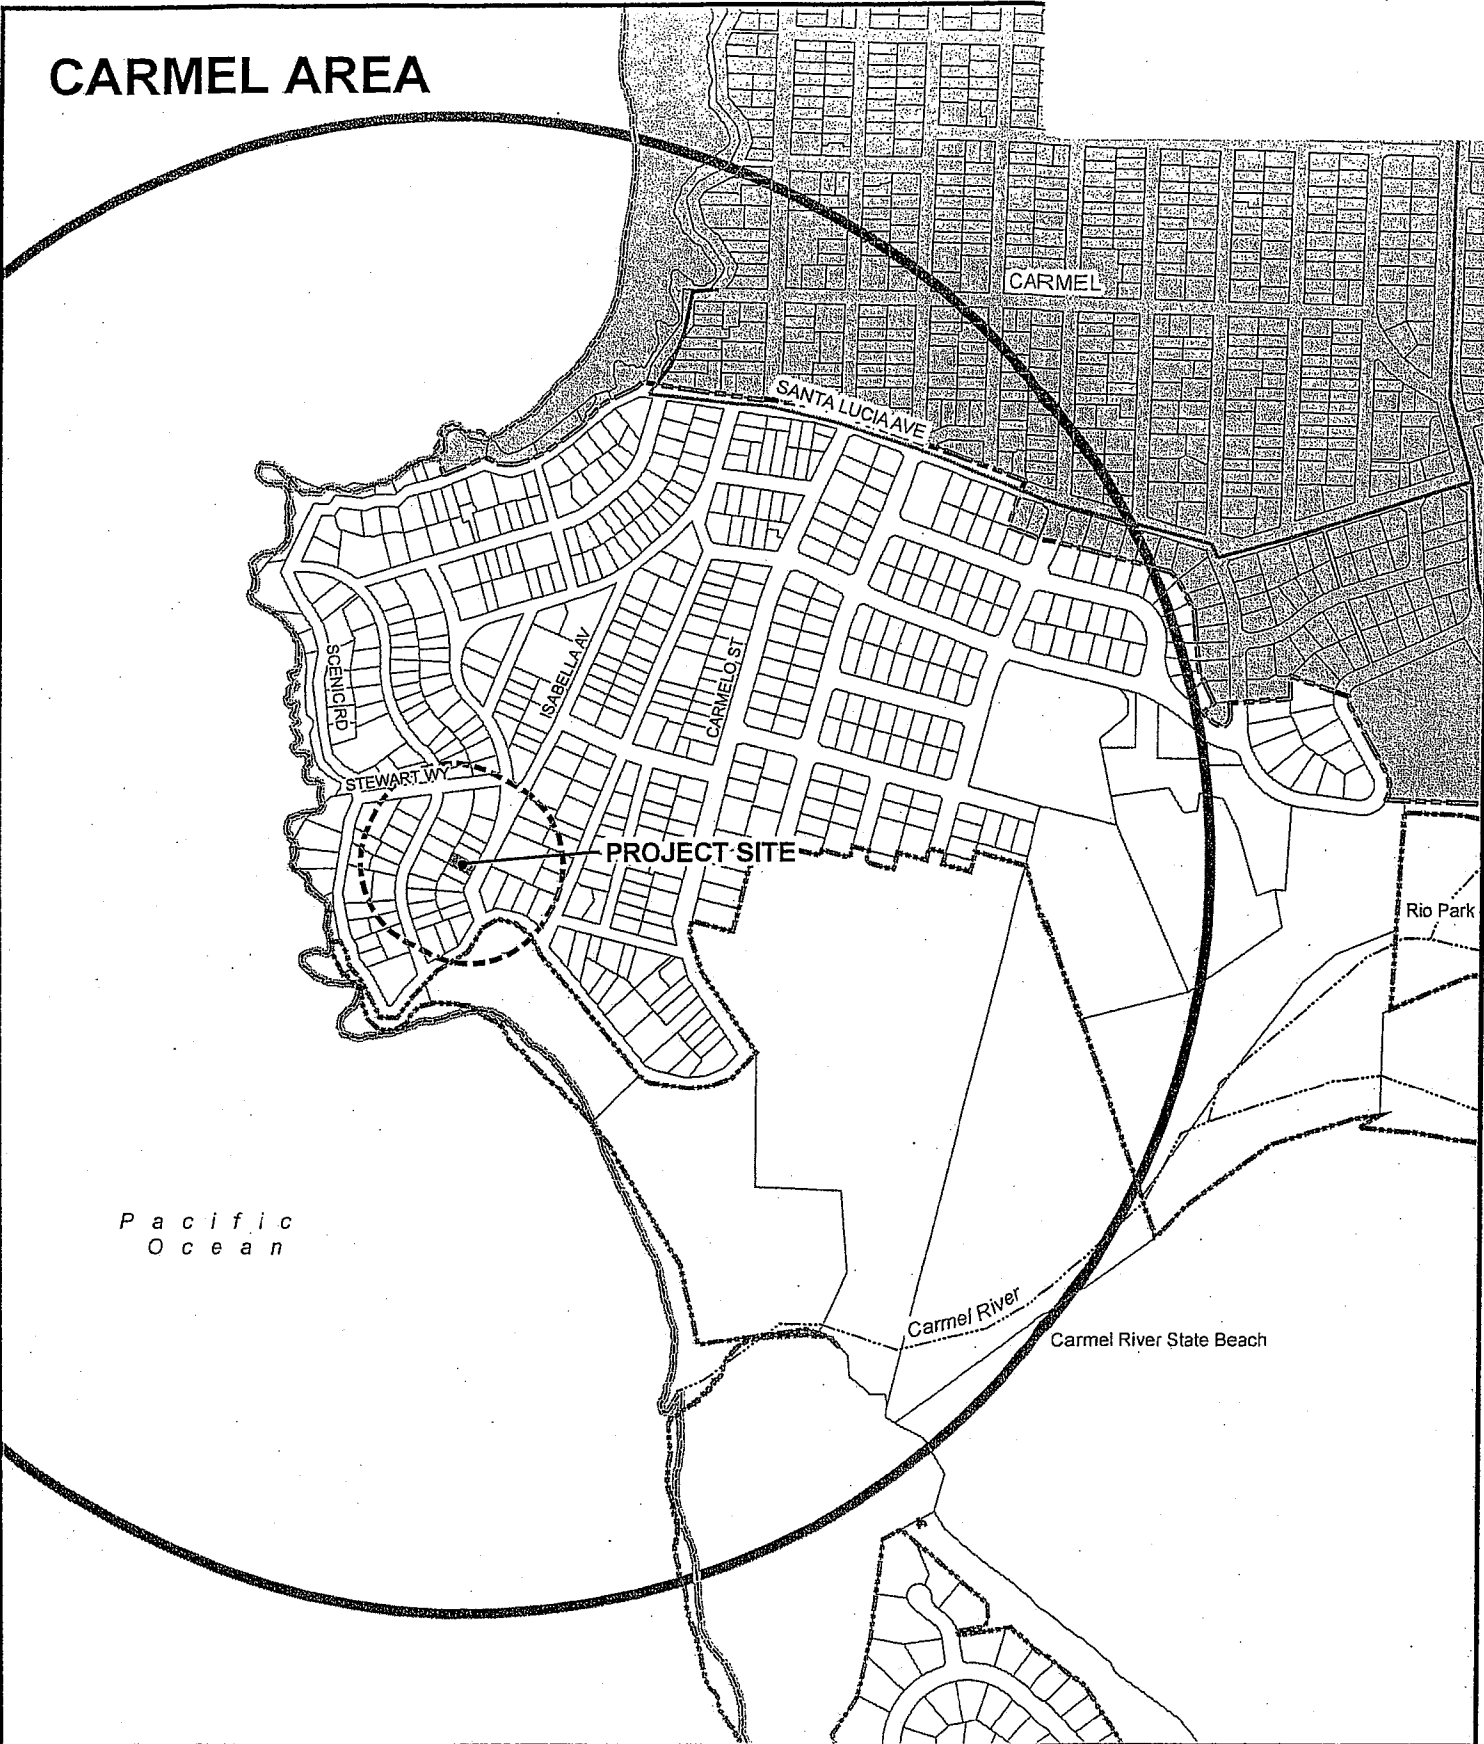 CARMEL AREA
CARMEL
SANTA LUCIA AVE
SCENIC RD
ISABELLA AV
CARMELO ST
STEWART WY
PROJECT SITE
Rio Park
Pacific
Ocean
Carmel River
Carmel River State Beach